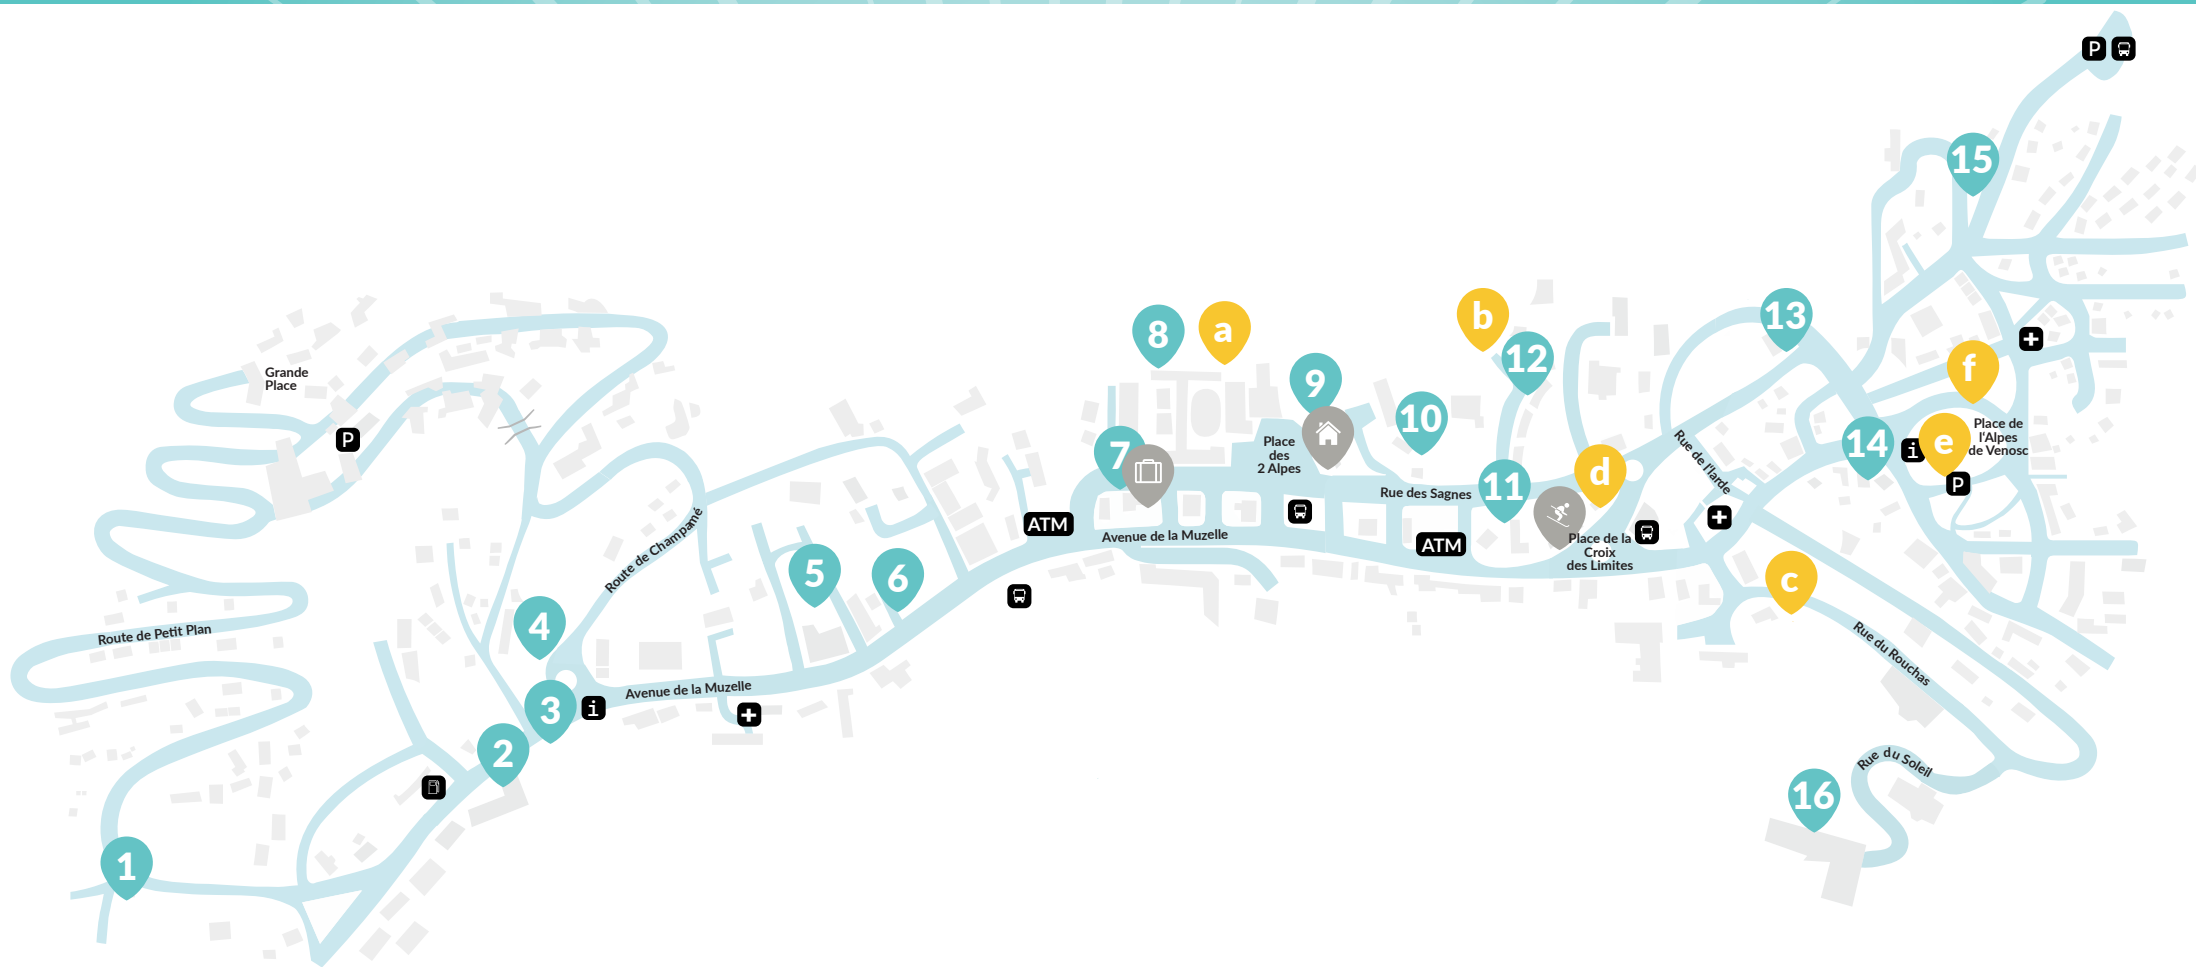 P
15
8
a
b
12
13
Grande
Place
9
f
10
P
7
Place
des
2 Alpes
Rue des Sagnes
11
d
Rue de l'Iarde
14
i
e
Place de
l'Alpes
de Venosc
P
ATM
Avenue de la Muzelle
ATM
Place de la
Croix
des Limites
Route de Champamé
5
6
c
4
Route de Petit Plan
Rue du Rouchas
3
i
Avenue de la Muzelle
2
Rue du Soleil
16
1